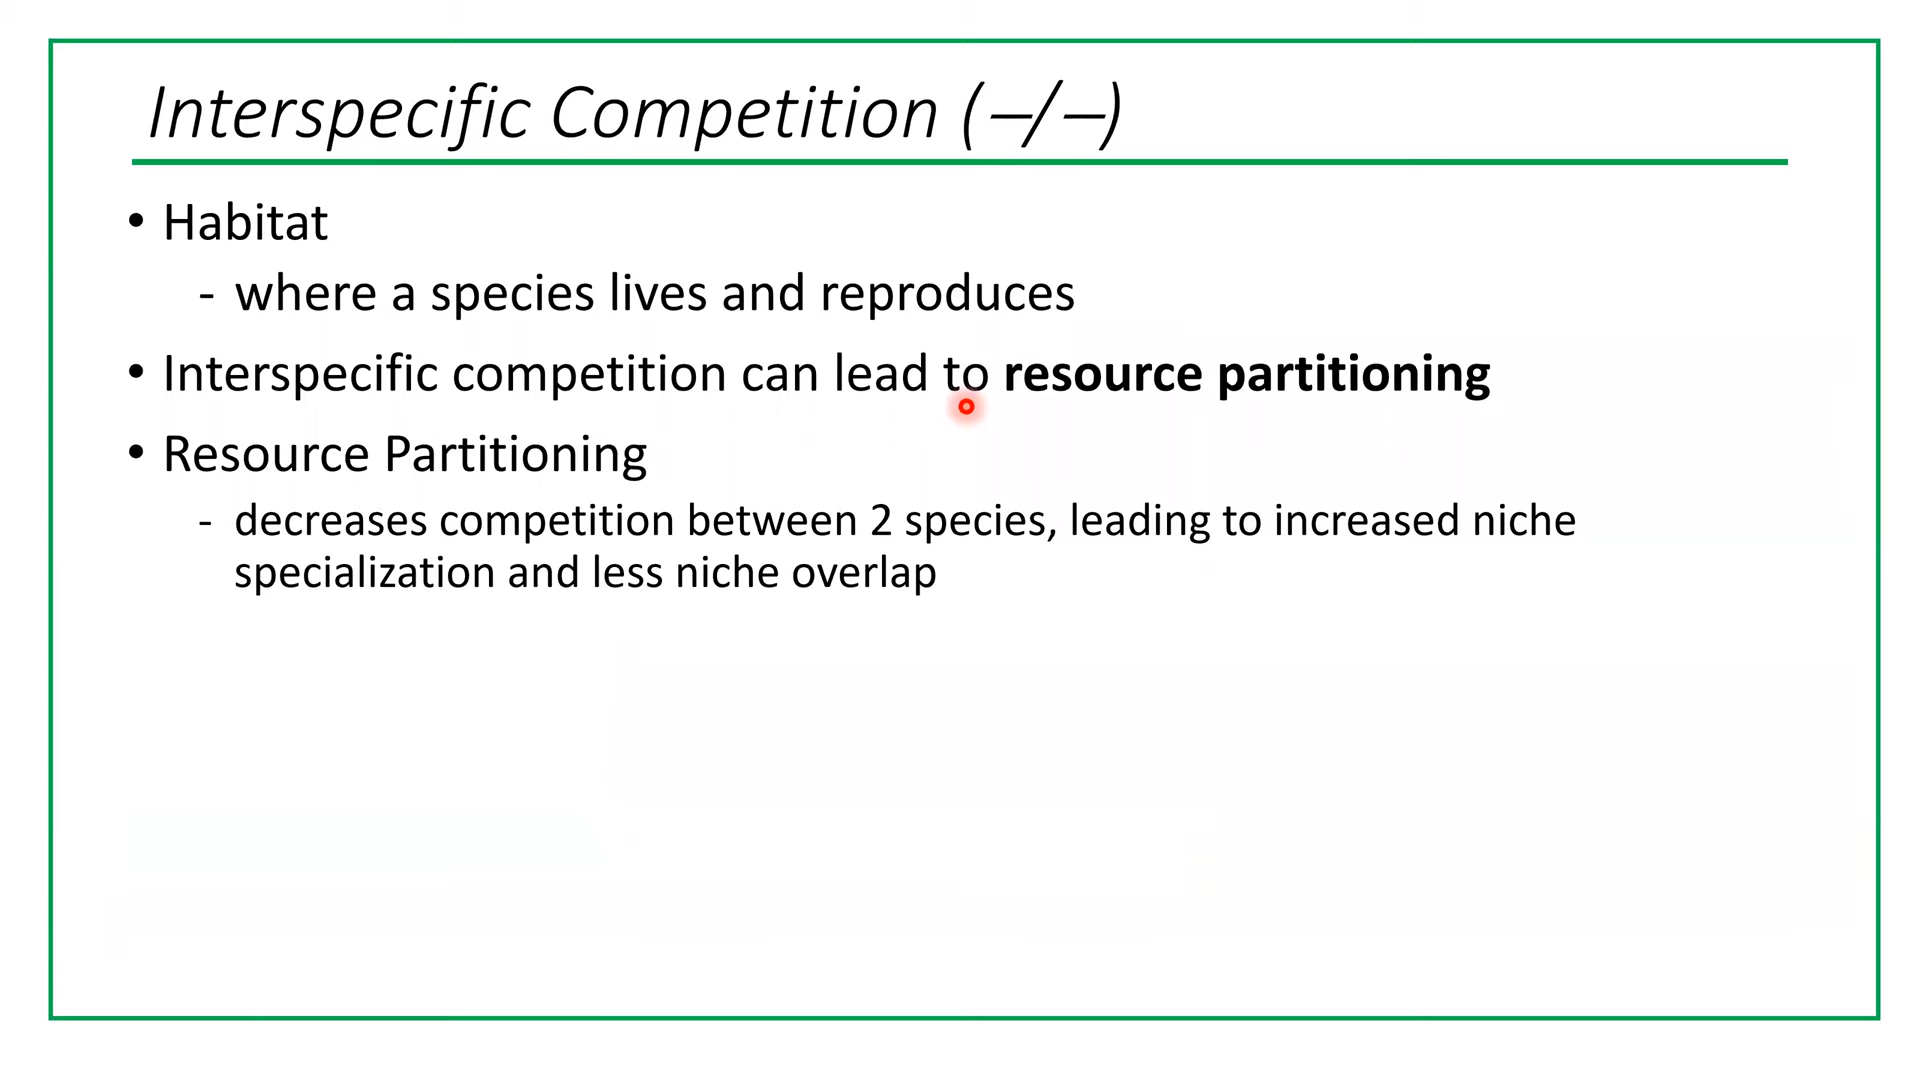 Interspecific Competition (–/–)
• Habitat
- where a species lives and reproduces
• Interspecific competition can lead to resource partitioning
• Resource Partitioning
- decreases competition between 2 species, leading to increased niche
specialization and less niche overlap